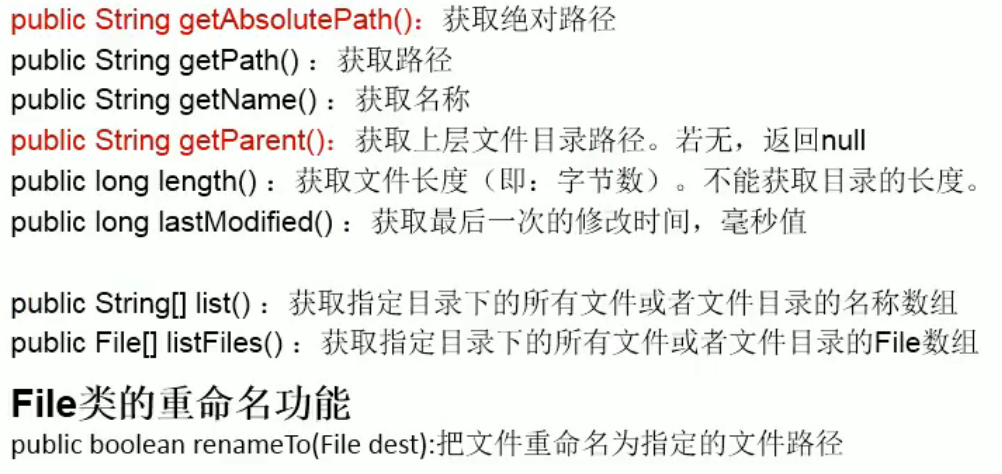 public String getAbsolutePath()：获取绝对路径
public String getPath() ：获取路径
public String getName() ：获取名称
public String getParent()：获取上层文件目录路径。若无，返回null
public long length() ：获取文件长度（即：字节数）。不能获取目录的长度。
public long lastModified() ：获取最后一次的修改时间，毫秒值
public String[] list() ：获取指定目录下的所有文件或者文件目录的名称数组
public File[] listFiles() ：获取指定目录下的所有文件或者文件目录的File数组
File类的重命名功能
public boolean renameTo(File dest):把文件重命名为指定的文件路径